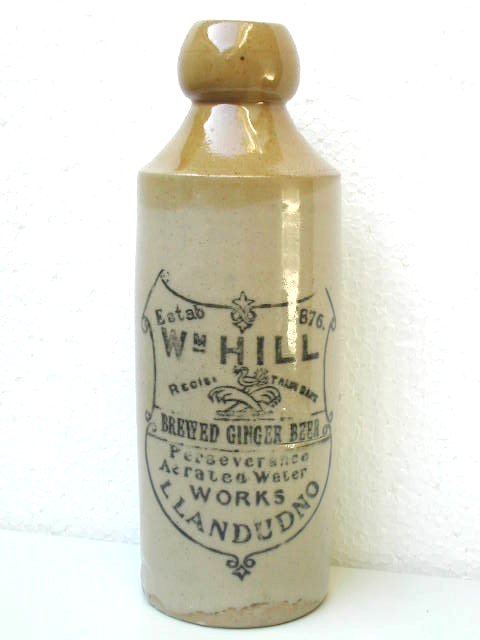 Estab 1876.
Wm HILL
REGIST TRADE MARK
BREWED GINGER BEER
Perseverance
Aerated Water
WORKS
LLANDUDNO